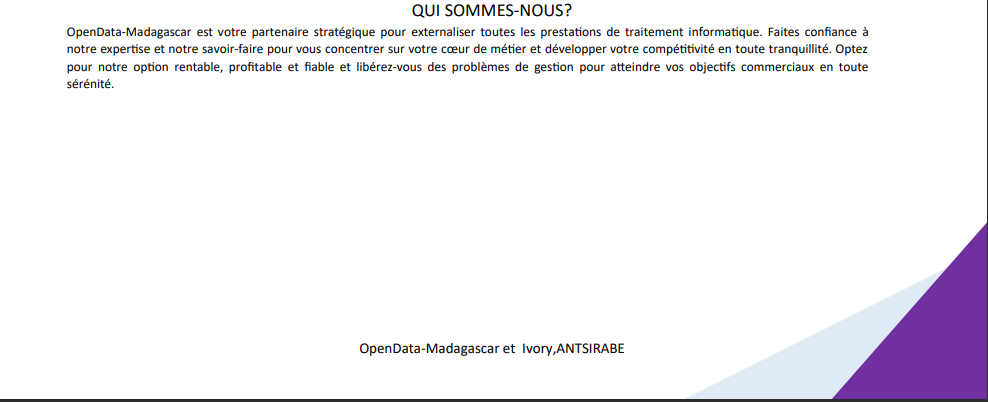 QUI SOMMES-NOUS?
OpenData-Madagascar est votre partenaire stratégique pour externaliser toutes les prestations de traitement informatique. Faites confiance à
notre expertise et notre savoir-faire pour vous concentrer sur votre cœur de métier et développer votre compétitivité en toute tranquillité. Optez
pour notre option rentable, profitable et fiable et libérez-vous des problèmes de gestion pour atteindre vos objectifs commerciaux en toute
sérénité.
OpenData-Madagascar et  Ivory,ANTSIRABE